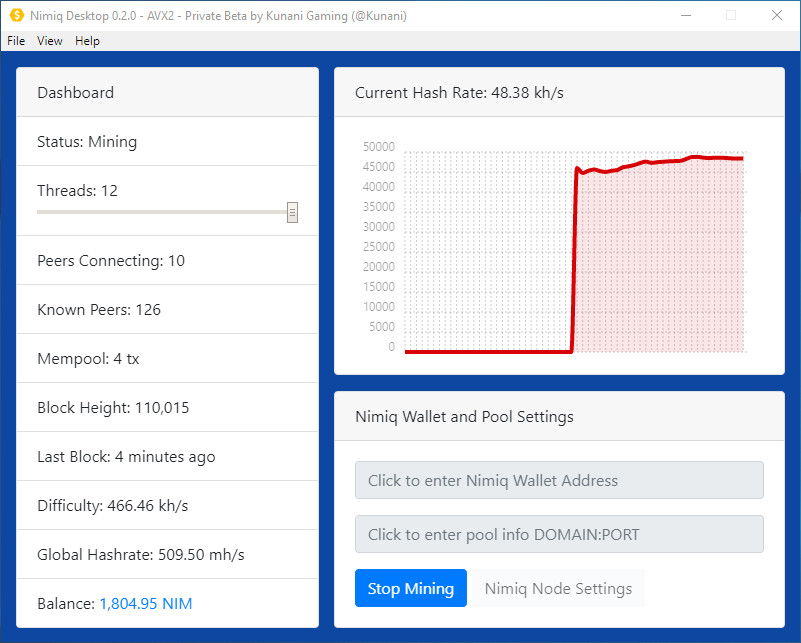 Nimiq Desktop 0.2.0 - AVX2 - Private Beta by Kunani Gaming (@Kunani)
File View Help
Dashboard
Status: Mining
Threads: 12
Peers Connecting: 10
Known Peers: 126
Mempool: 4 tx
Block Height: 110,015
Last Block: 4 minutes ago
Difficulty: 466.46 kh/s
Global Hashrate: 509.50 mh/s
Balance: 1,804.95 NIM
Current Hash Rate: 48.38 kh/s
50000
45000
40000
35000
30000
25000
20000
15000
10000
5000
0
Nimiq Wallet and Pool Settings
Click to enter Nimiq Wallet Address
Click to enter pool info DOMAIN:PORT
Stop Mining Nimiq Node Settings